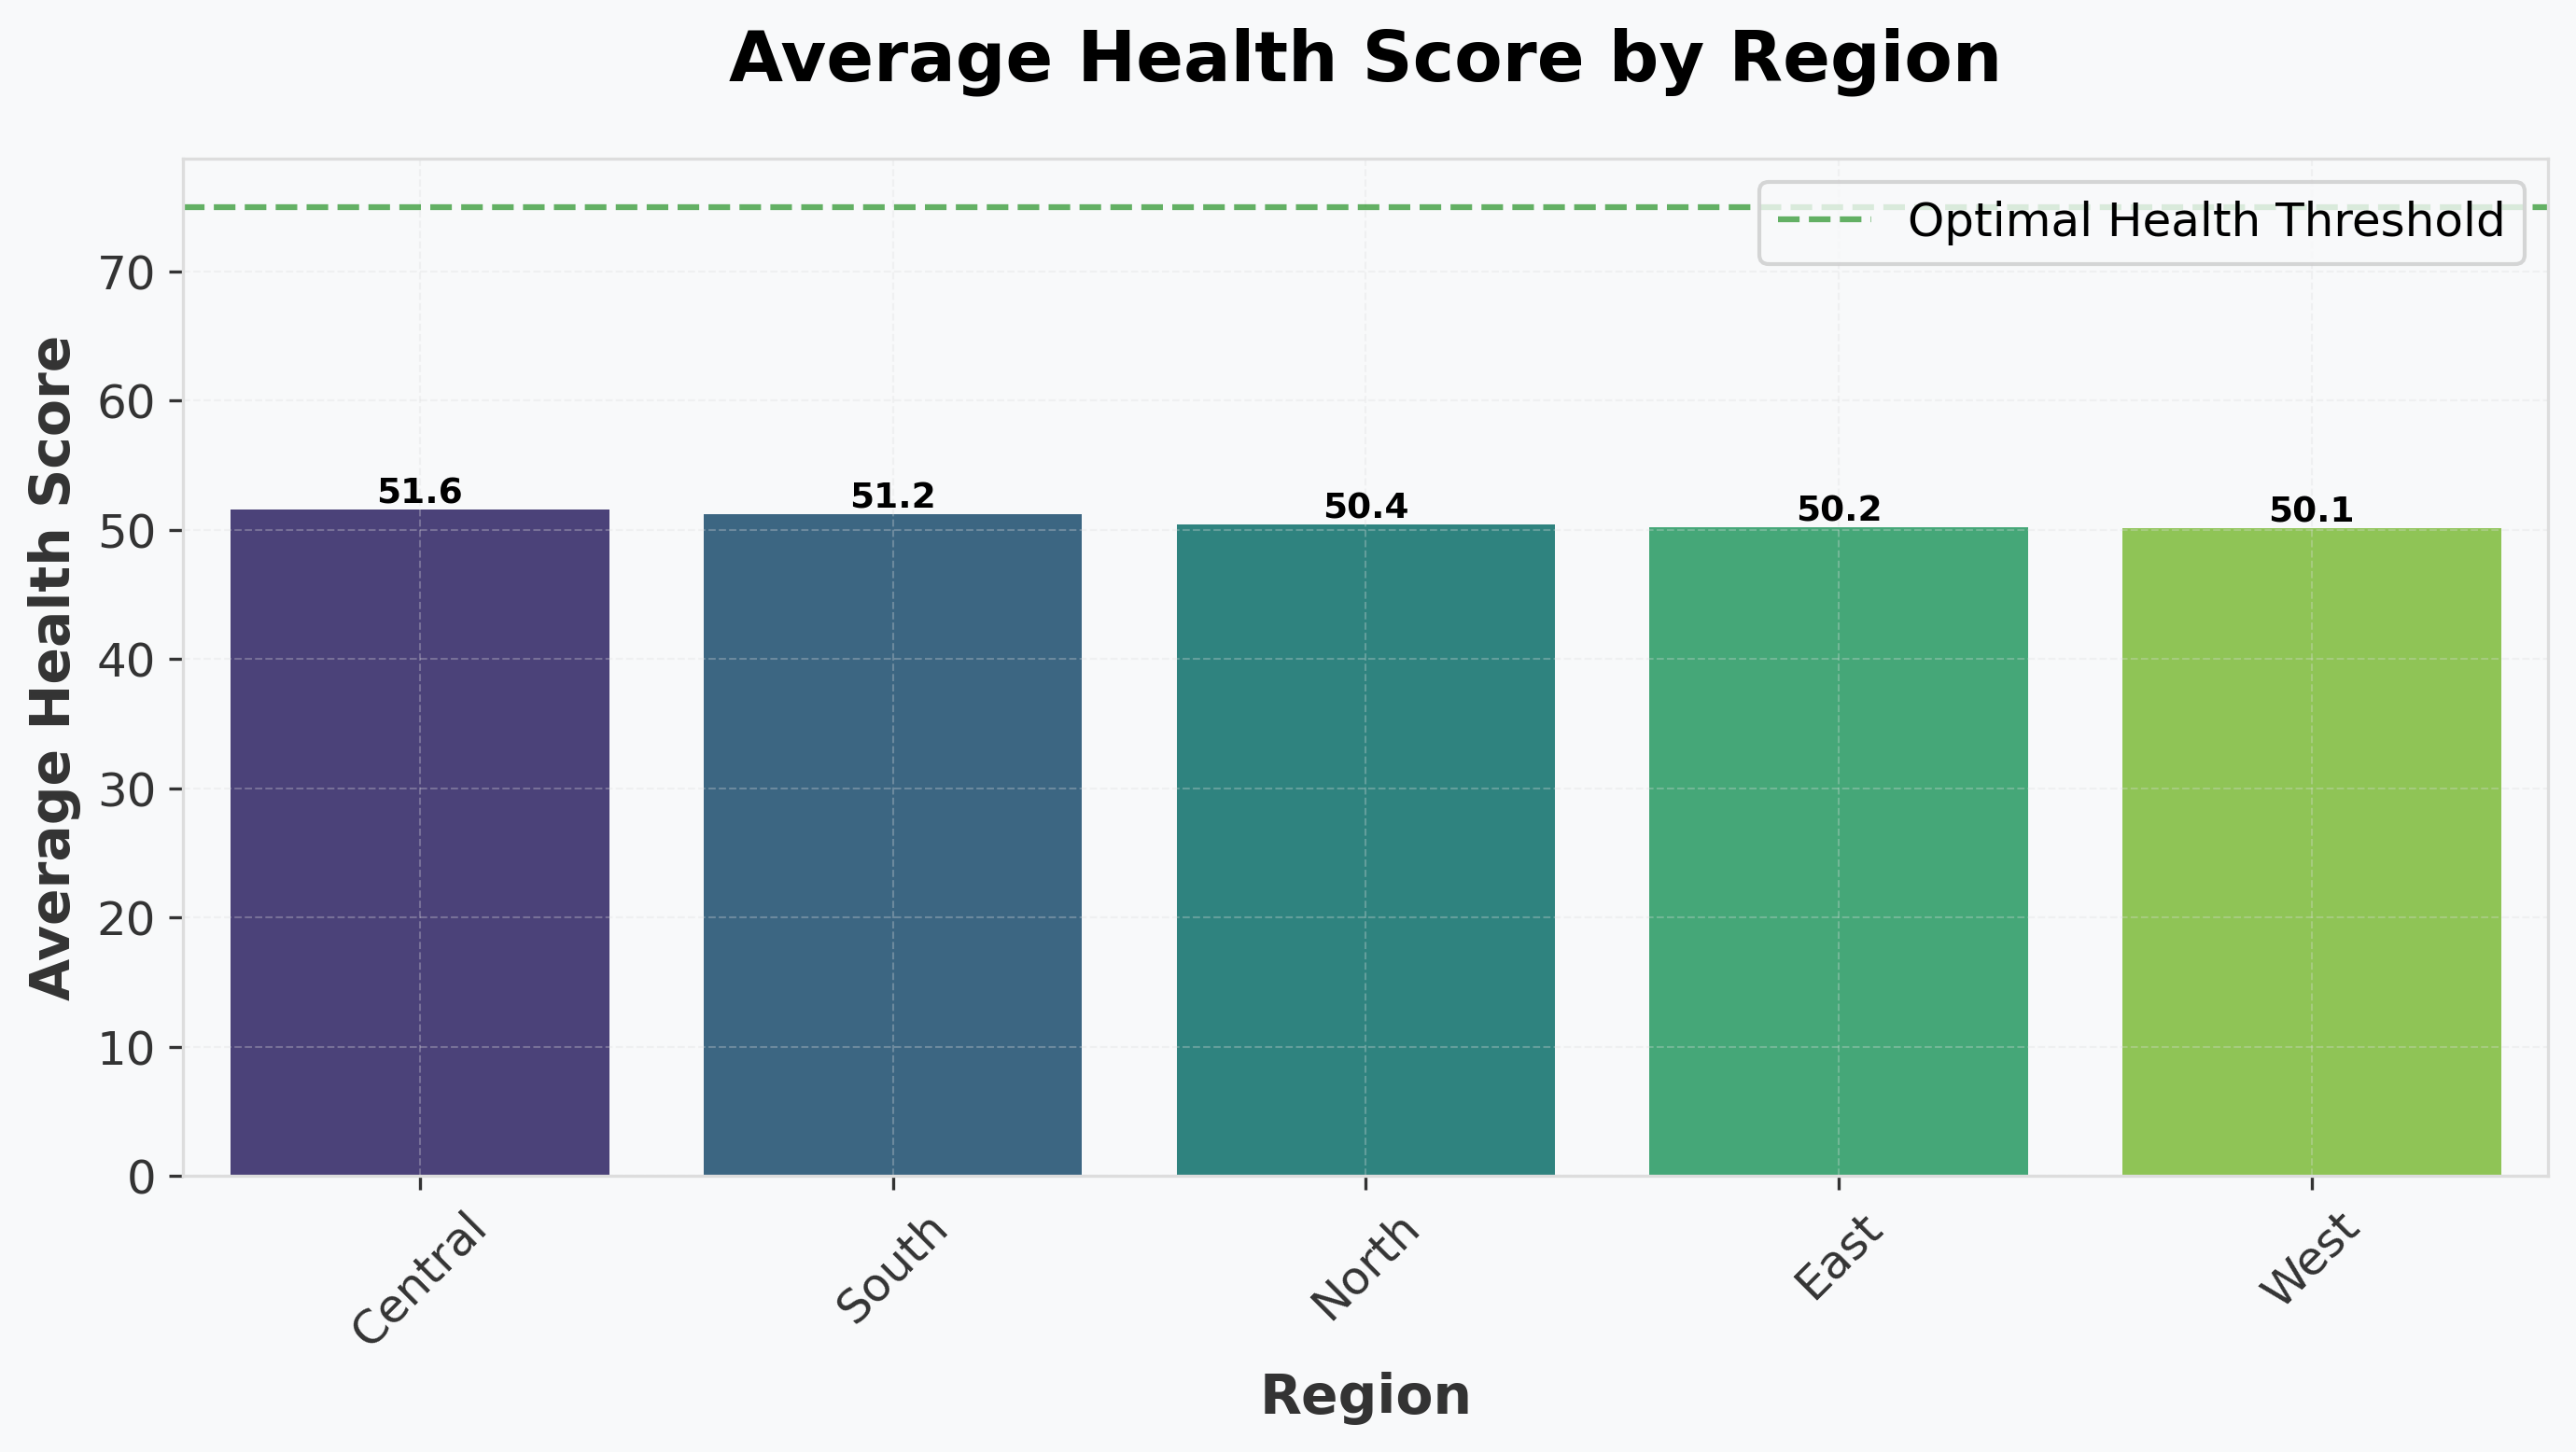 Average Health Score by Region
Optimal Health Threshold
Average Health Score
70
60
50
40
30
20
10
0
51.6
51.2
50.4
50.2
50.1
Central
South
North
East
West
Region